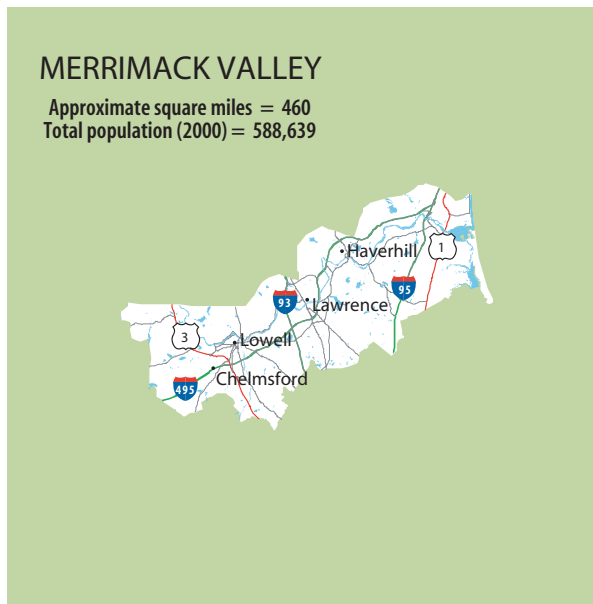 MERRIMACK VALLEY
Approximate square miles = 460
Total population (2000) = 588,639
Haverhill
1
93
95
Lawrence
3
Lowell
Chelmsford
495